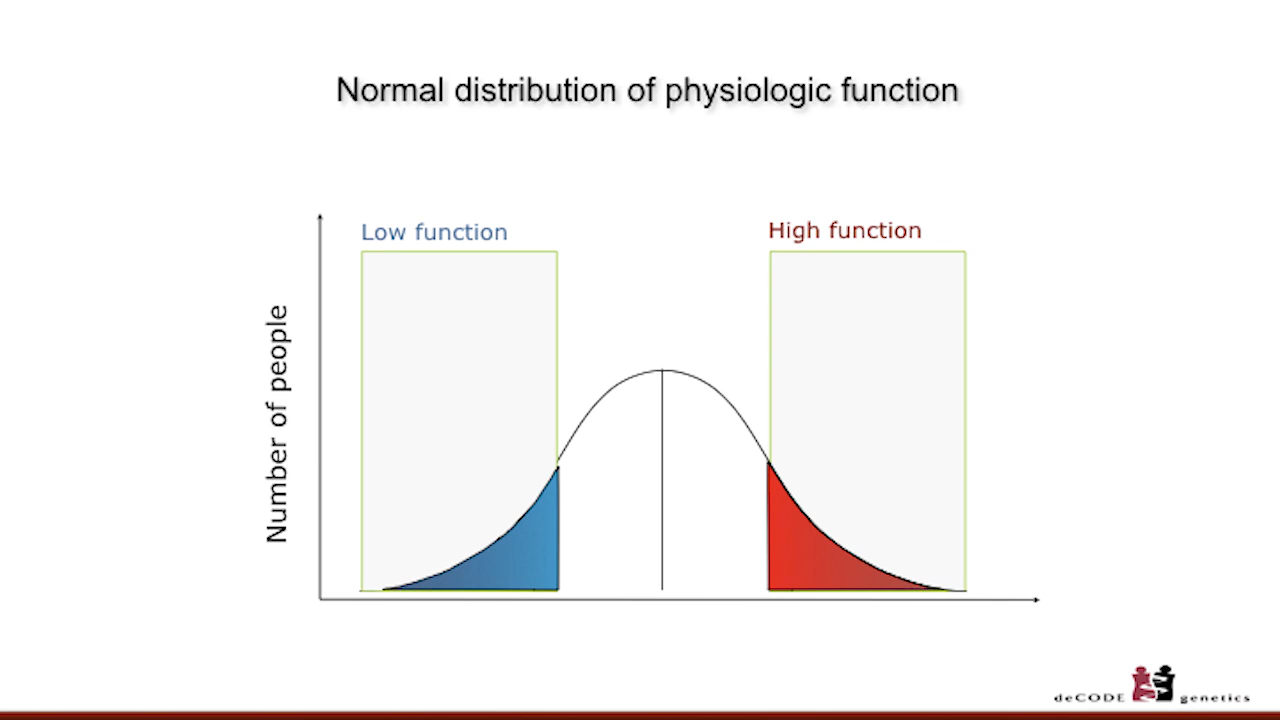 Normal distribution of physiologic function
Low function
High function
Number of people
deCODE genetics